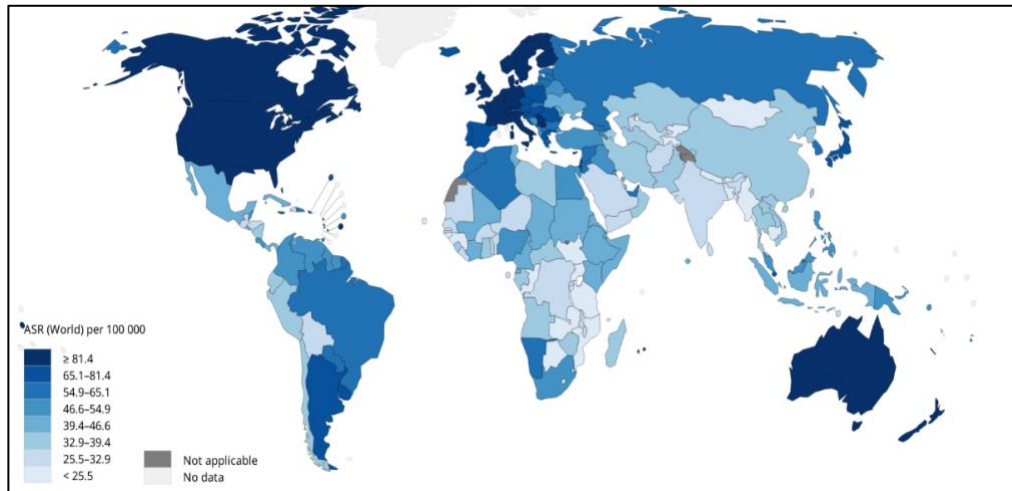 ASR (World) per 100 000
≥ 81.4
65.1–81.4
54.9–65.1
46.6–54.9
39.4–46.6
32.9–39.4
25.5–32.9
< 25.5
Not applicable
No data